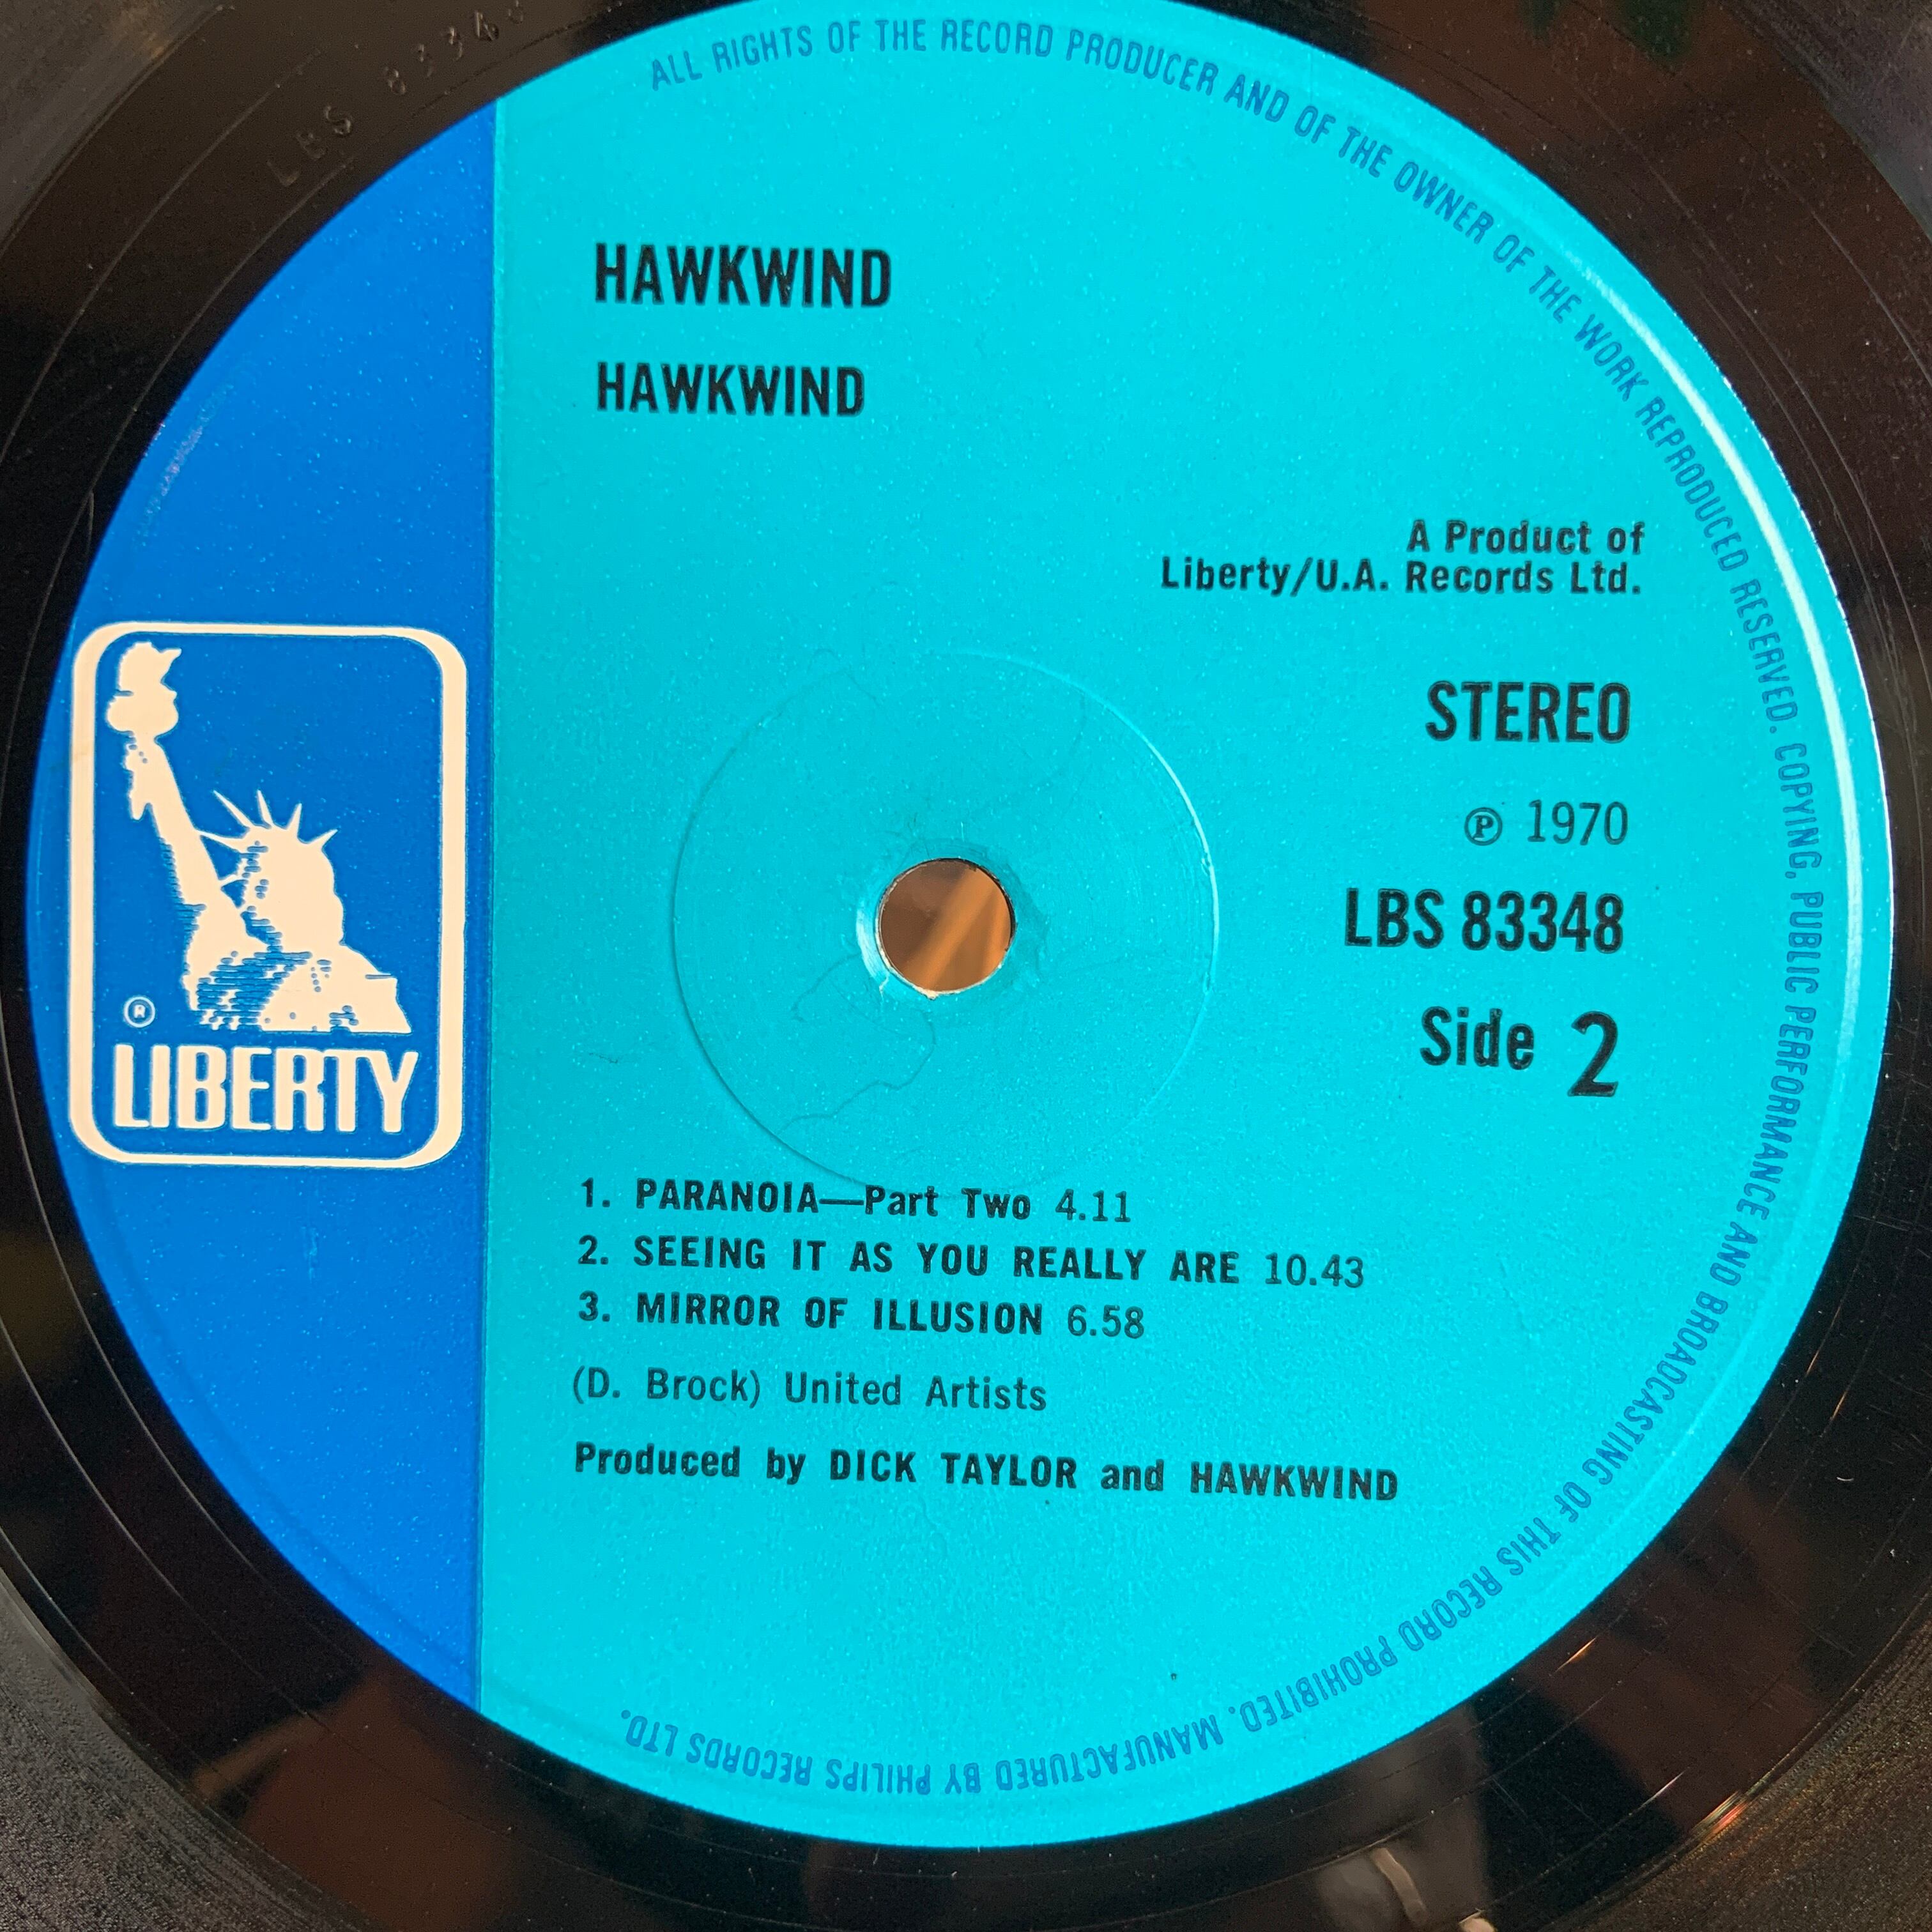 LBS 8334
ALL RIGHTS OF THE RECORD PRODUCER AND OF THE OWNER OF THE WORK REPRODUCED RESERVED. COPYING, PUBLIC PERFORMANCE AND BROADCASTING OF THIS RECORD PROHIBITED. MANUFACTURED BY PHILIPS RECORDS LTD.
HAWKWIND
HAWKWIND
A Product of
Liberty/U.A. Records Ltd.
STEREO
℗ 1970
LBS 83348
Side 2
®
LIBERTY
1. PARANOIA—Part Two 4.11
2. SEEING IT AS YOU REALLY ARE 10.43
3. MIRROR OF ILLUSION 6.58
(D. Brock) United Artists
Produced by DICK TAYLOR and HAWKWIND